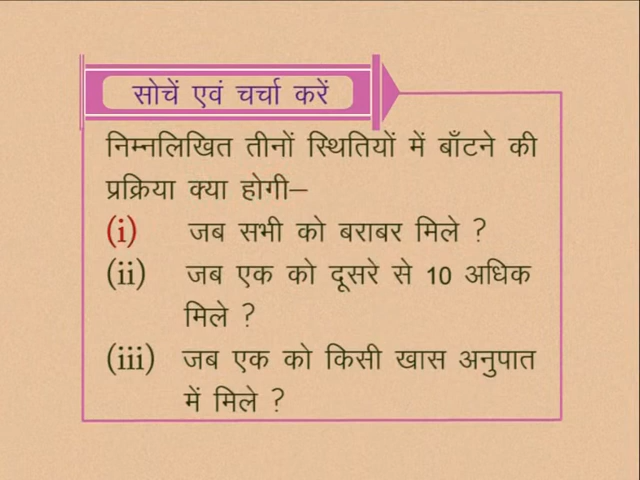 सोचें एवं चर्चा करें
निम्नलिखित तीनों स्थितियों में बाँटने की
प्रक्रिया क्या होगी–
(i) जब सभी को बराबर मिले ?
(ii) जब एक को दूसरे से 10 अधिक
मिले ?
(iii) जब एक को किसी खास अनुपात
में मिले ?